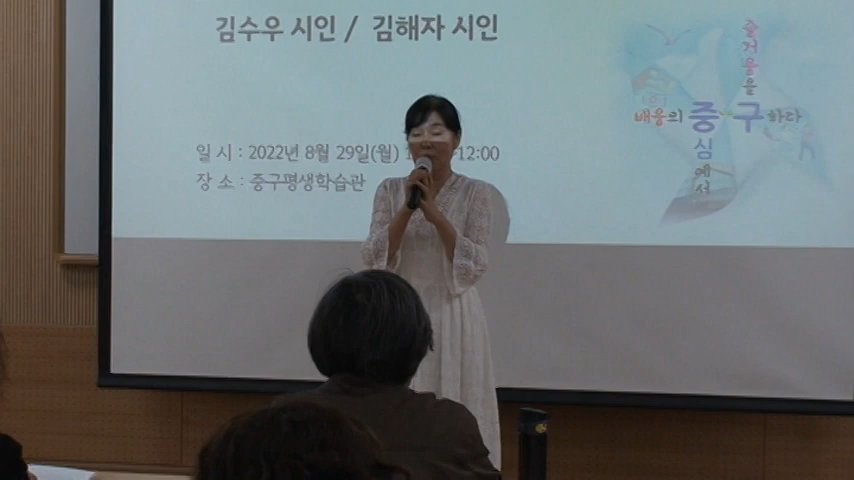 김수우 시인 / 김해자 시인
일 시 : 2022년 8월 29일(월) 12:00
장 소 : 중구평생학습관
즐거움을
배움의 중구하다
심에서